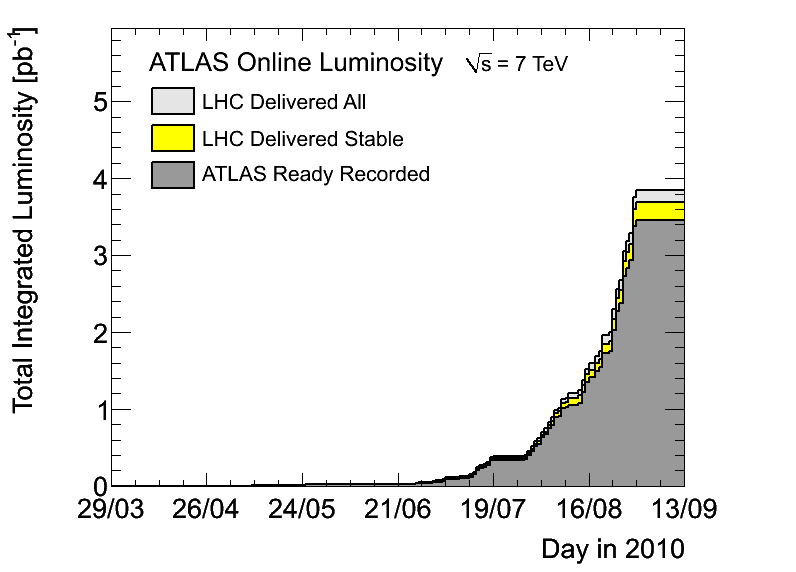 Total Integrated Luminosity [pb⁻¹]
ATLAS Online Luminosity √s = 7 TeV
LHC Delivered All
LHC Delivered Stable
ATLAS Ready Recorded
5
4
3
2
1
0
29/03 26/04 24/05 21/06 19/07 16/08 13/09
Day in 2010